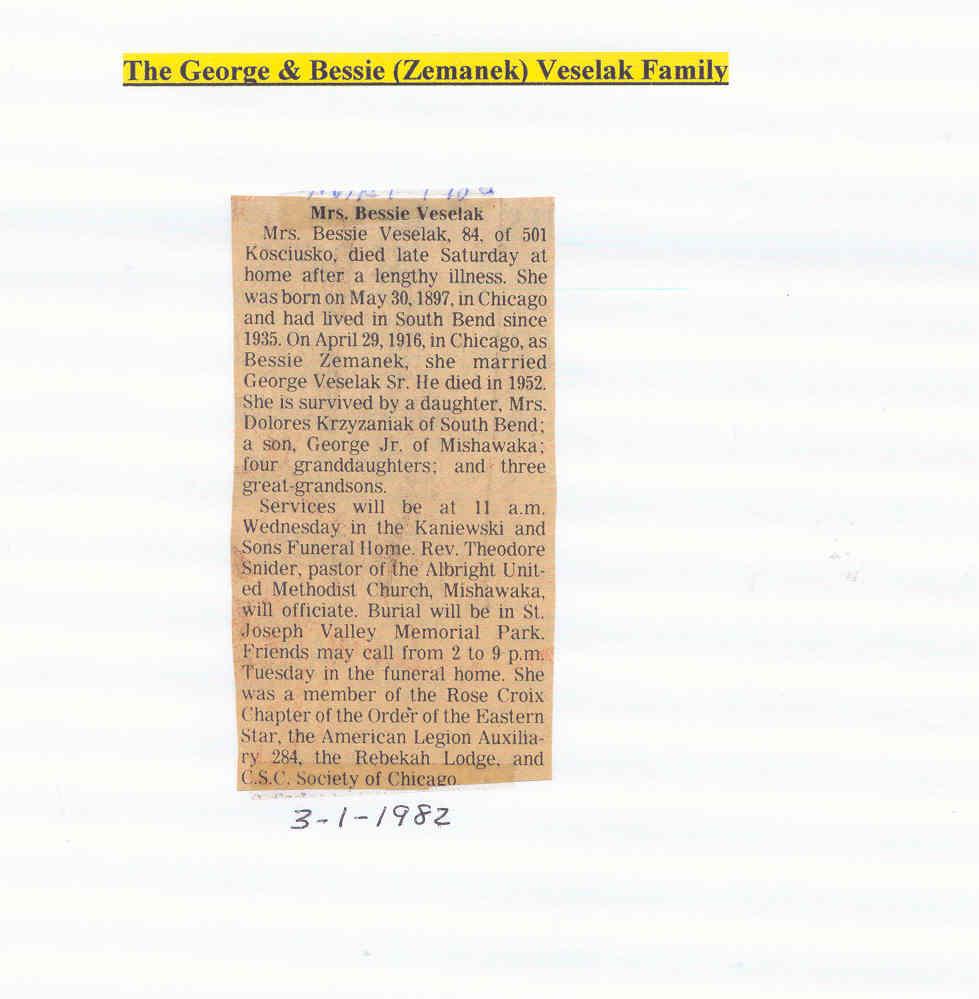 The George & Bessie (Zemanek) Veselak Family
Mrs. Bessie Veselak
Mrs. Bessie Veselak, 84, of 501
Kosciusko, died late Saturday at
home after a lengthy illness. She
was born on May 30, 1897, in Chicago
and had lived in South Bend since
1935. On April 29, 1916, in Chicago, as
Bessie Zemanek, she married
George Veselak Sr. He died in 1952.
She is survived by a daughter, Mrs.
Dolores Krzyzaniak of South Bend;
a son, George Jr. of Mishawaka;
four granddaughters; and three
great-grandsons.
Services will be at 11 a.m.
Wednesday in the Kaniewski and
Sons Funeral Home. Rev. Theodore
Snider, pastor of the Albright Unit-
ed Methodist Church, Mishawaka,
will officiate. Burial will be in St.
Joseph Valley Memorial Park.
Friends may call from 2 to 9 p.m.
Tuesday in the funeral home. She
was a member of the Rose Croix
Chapter of the Order of the Eastern
Star, the American Legion Auxilia-
ry 284, the Rebekah Lodge, and
C.S.C. Society of Chicago
3-1-1982